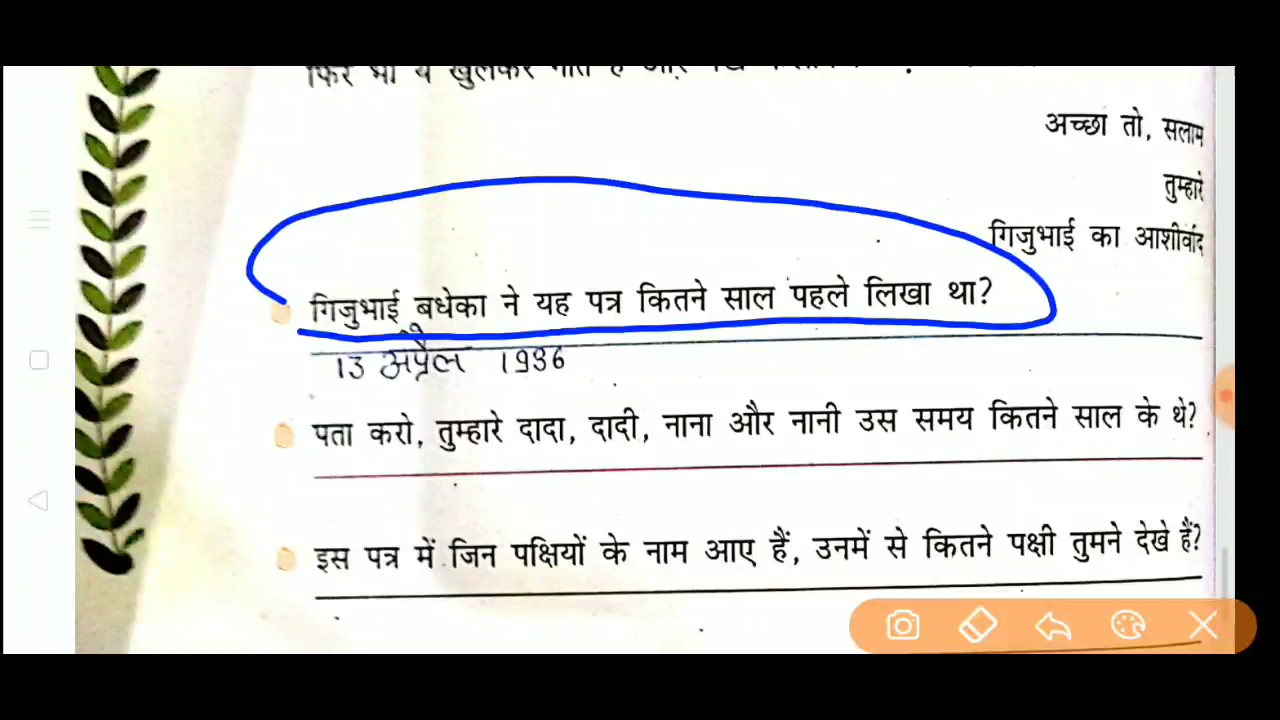 अच्छा तो, सलाम
तुम्हारे
गिजुभाई का आशीर्वाद
गिजुभाई बधेका ने यह पत्र कितने साल पहले लिखा था?
13 अप्रैल 1936
पता करो, तुम्हारे दादा, दादी, नाना और नानी उस समय कितने साल के थे?
इस पत्र में जिन पक्षियों के नाम आए हैं, उनमें से कितने पक्षी तुमने देखे हैं?